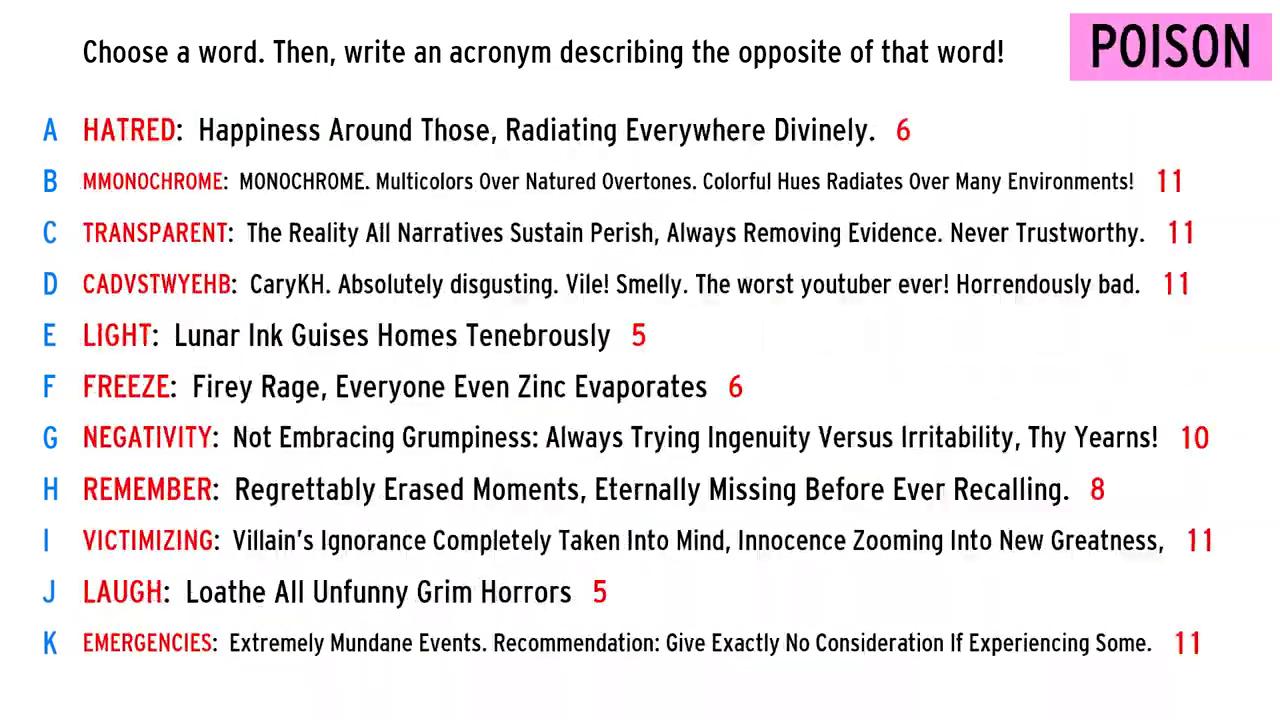 Choose a word. Then, write an acronym describing the opposite of that word!
POISON
A HATRED: Happiness Around Those, Radiating Everywhere Divinely. 6
B MMONOCHROME: MONOCHROME. Multicolors Over Natured Overtones. Colorful Hues Radiates Over Many Environments! 11
C TRANSPARENT: The Reality All Narratives Sustain Perish, Always Removing Evidence. Never Trustworthy. 11
D CADVSTWYEHB: CaryKH. Absolutely disgusting. Vile! Smelly. The worst youtuber ever! Horrendously bad. 11
E LIGHT: Lunar Ink Guises Homes Tenebrously 5
F FREEZE: Firey Rage, Everyone Even Zinc Evaporates 6
G NEGATIVITY: Not Embracing Grumpiness: Always Trying Ingenuity Versus Irritability, Thy Yearns! 10
H REMEMBER: Regrettably Erased Moments, Eternally Missing Before Ever Recalling. 8
I VICTIMIZING: Villain's Ignorance Completely Taken Into Mind, Innocence Zooming Into New Greatness, 11
J LAUGH: Loathe All Unfunny Grim Horrors 5
K EMERGENCIES: Extremely Mundane Events. Recommendation: Give Exactly No Consideration If Experiencing Some. 11